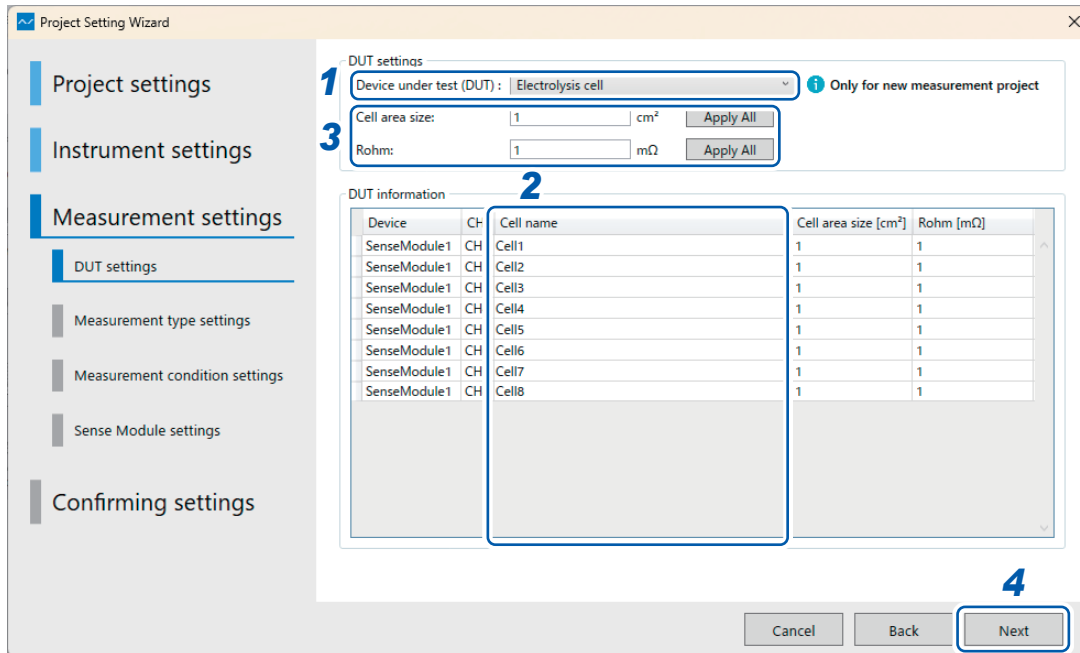 Project Setting Wizard
Project settings
Instrument settings
Measurement settings
DUT settings
Measurement type settings
Measurement condition settings
Sense Module settings
Confirming settings
DUT settings
1
Device under test (DUT) : Electrolysis cell
i Only for new measurement project
3
Cell area size: 1 cm² Apply All
Rohm: 1 mΩ Apply All
2
DUT information
Device CH Cell name Cell area size [cm²] Rohm [mΩ]
SenseModule1 CH Cell1 1 1
SenseModule1 CH Cell2 1 1
SenseModule1 CH Cell3 1 1
SenseModule1 CH Cell4 1 1
SenseModule1 CH Cell5 1 1
SenseModule1 CH Cell6 1 1
SenseModule1 CH Cell7 1 1
SenseModule1 CH Cell8 1 1
4
Cancel Back Next